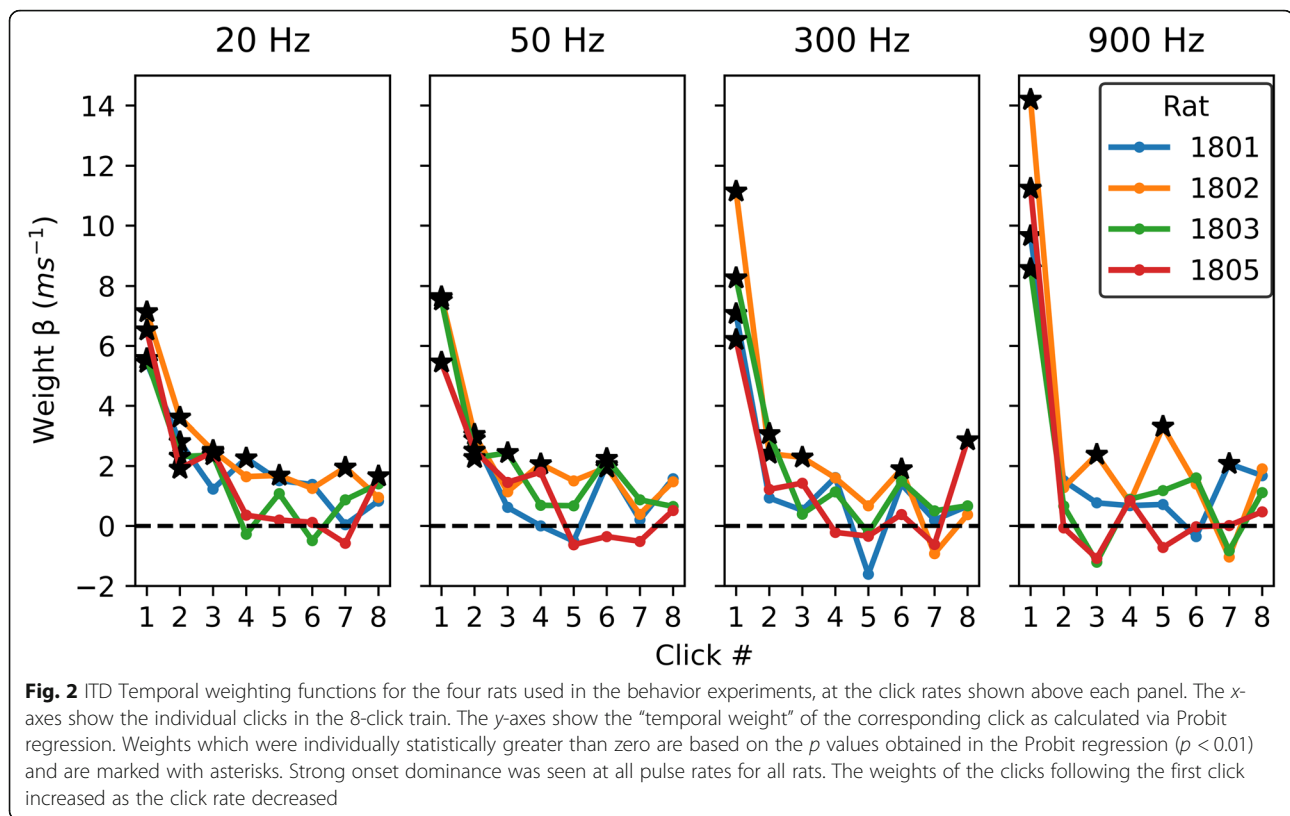 20 Hz 50 Hz 300 Hz 900 Hz
Weight β (ms⁻¹)
14
12
10
8
6
4
2
0
−2
Rat
1801
1802
1803
1805
1 2 3 4 5 6 7 8 1 2 3 4 5 6 7 8 1 2 3 4 5 6 7 8 1 2 3 4 5 6 7 8
Click #
Fig. 2 ITD Temporal weighting functions for the four rats used in the behavior experiments, at the click rates shown above each panel. The x-
axes show the individual clicks in the 8-click train. The y-axes show the “temporal weight” of the corresponding click as calculated via Probit
regression. Weights which were individually statistically greater than zero are based on the p values obtained in the Probit regression (p < 0.01)
and are marked with asterisks. Strong onset dominance was seen at all pulse rates for all rats. The weights of the clicks following the first click
increased as the click rate decreased